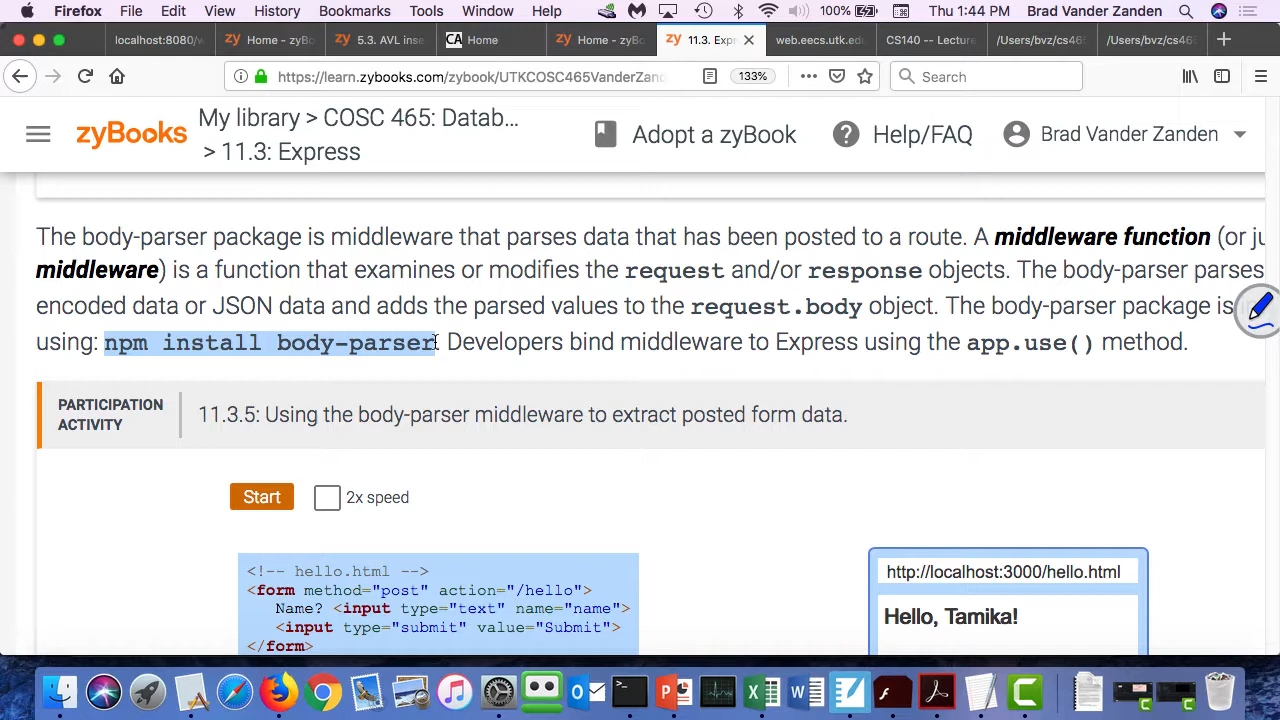 Firefox File Edit View History Bookmarks Tools Window Help 100% Thu 1:44 PM Brad Vander Zanden
localhost:8080/ Home - zyBo 5.3. AVL inse Home Home - zyBo 11.3. Expr web.eecs.utk.ed CS140 -- Lecture /Users/bvz/cs46 /Users/bvz/cs46
https://learn.zybooks.com/zybook/UTKCOSC465VanderZan 133% Search
zyBooks
My library > COSC 465: Datab...
> 11.3: Express
Adopt a zyBook Help/FAQ Brad Vander Zanden
The body-parser package is middleware that parses data that has been posted to a route. A middleware function (or ju
middleware) is a function that examines or modifies the request and/or response objects. The body-parser parses
encoded data or JSON data and adds the parsed values to the request.body object. The body-parser package is
using: npm install body-parser. Developers bind middleware to Express using the app.use() method.
PARTICIPATION
ACTIVITY
11.3.5: Using the body-parser middleware to extract posted form data.
Start 2x speed
<!-- hello.html -->
<form method="post" action="/hello">
Name? <input type="text" name="name">
<input type="submit" value="Submit">
</form>
http://localhost:3000/hello.html
Hello, Tamika!